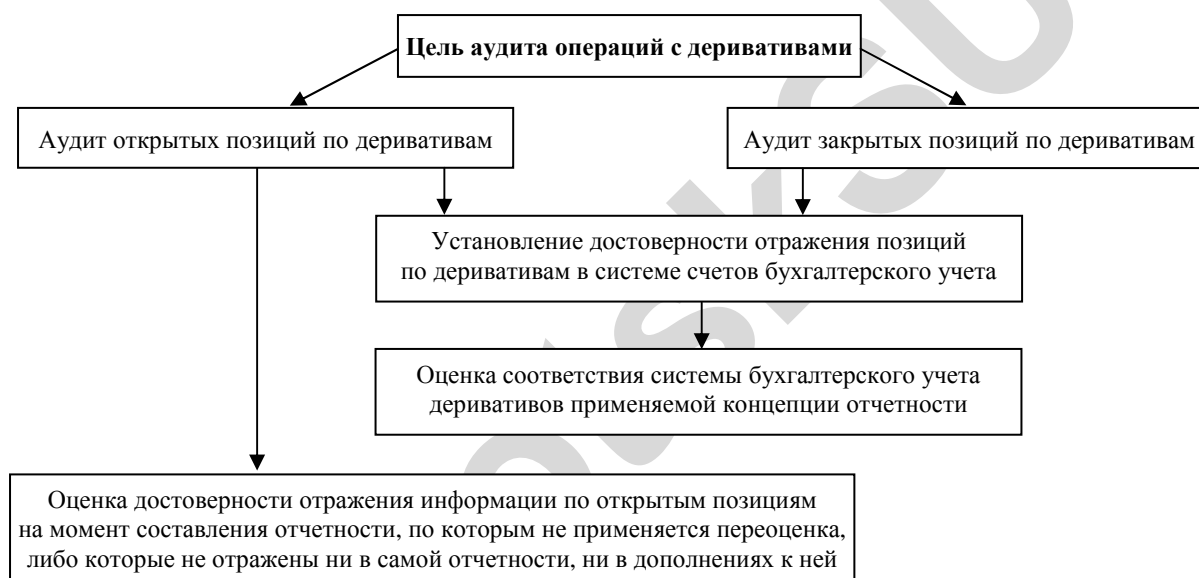 Цель аудита операций с деривативами
Аудит открытых позиций по деривативам
Аудит закрытых позиций по деривативам
Установление достоверности отражения позиций
по деривативам в системе счетов бухгалтерского учета
Оценка соответствия системы бухгалтерского учета
деривативов применяемой концепции отчетности
Оценка достоверности отражения информации по открытым позициям
на момент составления отчетности, по которым не применяется переоценка,
либо которые не отражены ни в самой отчетности, ни в дополнениях к ней